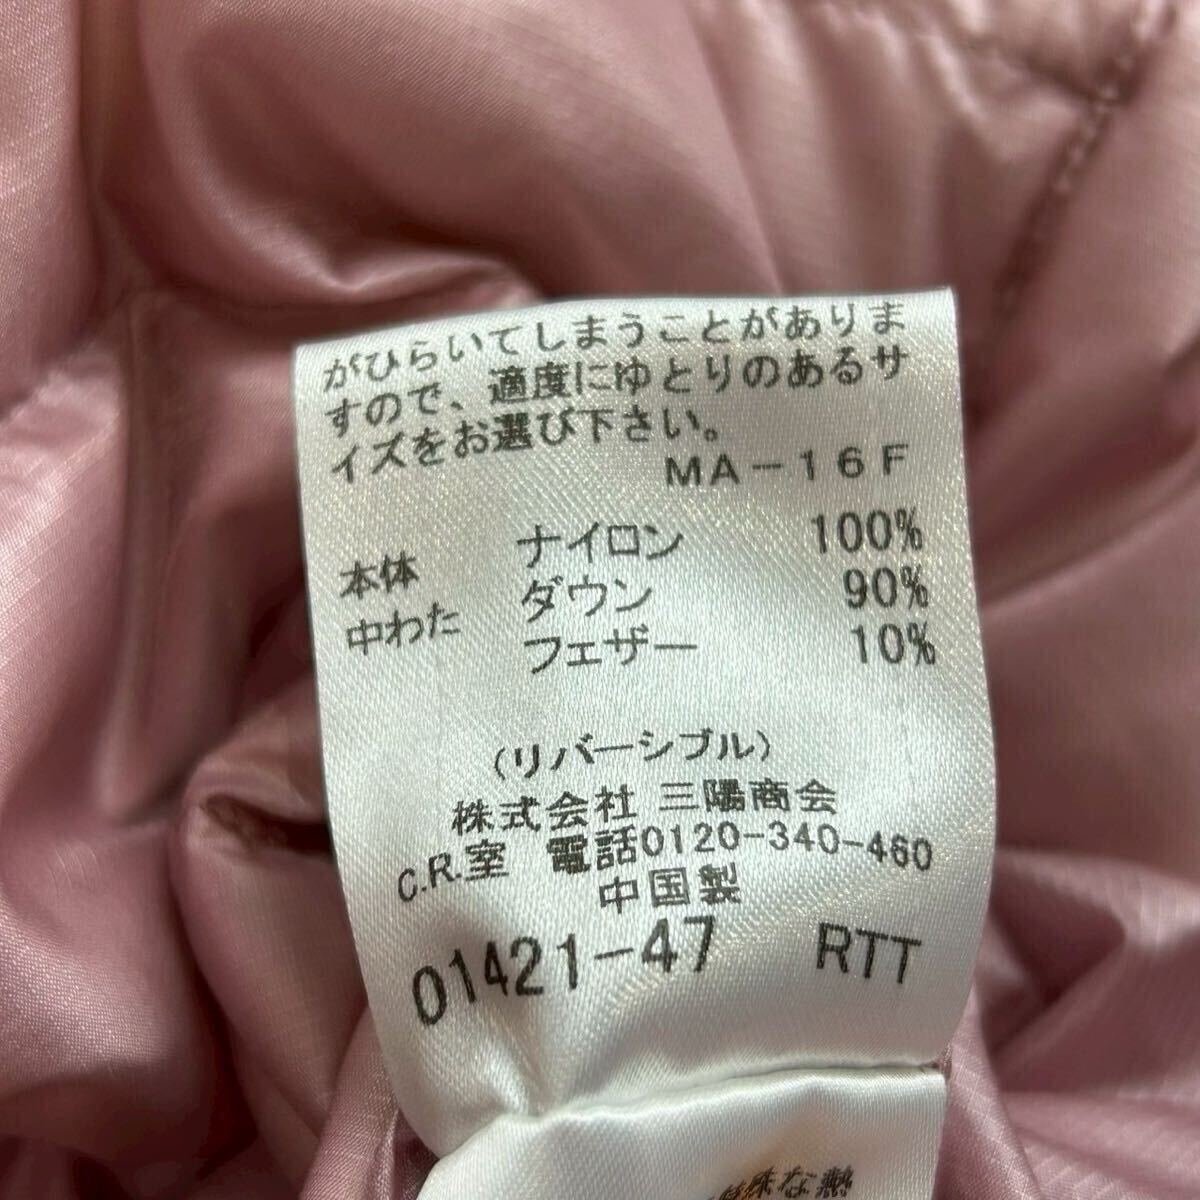 がひらいてしまうことがありま
すので、適度にゆとりのあるサ
イズをお選び下さい。
MA-16F
本体 ナイロン 100%
中わた ダウン 90%
フェザー 10%
(リバーシブル)
株式会社 三陽商会
C.R.室 電話0120-340-460
中国製
01421-47 RTT
特殊な熱